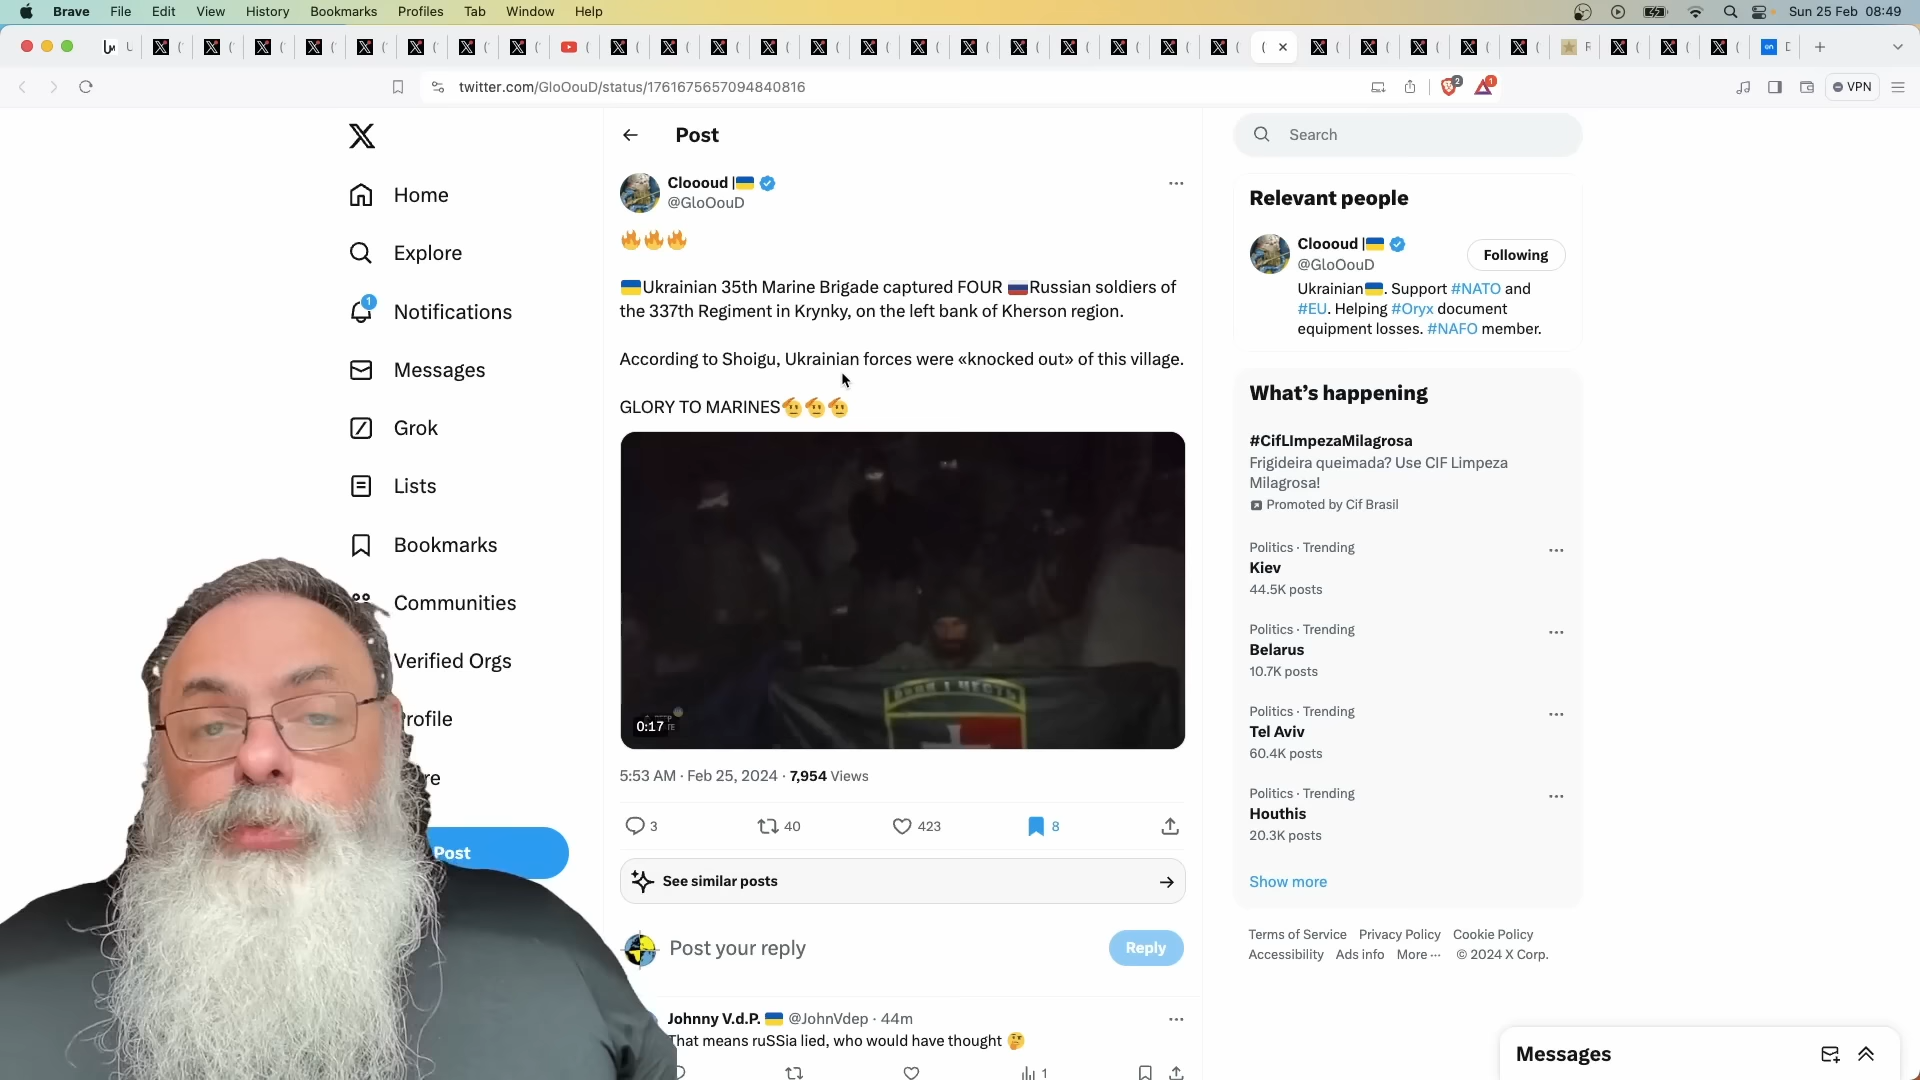 Brave File Edit View History Bookmarks Profiles Tab Window Help Sun 25 Feb 08:49
twitter.com/GloOouD/status/1761675657094840816
2
1
VPN
Post
Search
Home
Explore
1
Notifications
Messages
Grok
Lists
Bookmarks
Communities
Verified Orgs
rofile
re
Post
Cloooud |🇺🇦
@GloOouD
🔥🔥🔥
🇺🇦Ukrainian 35th Marine Brigade captured FOUR 🇷🇺Russian soldiers of
the 337th Regiment in Krynky, on the left bank of Kherson region.
According to Shoigu, Ukrainian forces were «knocked out» of this village.
GLORY TO MARINES🫡🫡🫡
ВОЛЯ І ЧЕСТЬ
0:17
5:53 AM · Feb 25, 2024 · 7,954 Views
3 40 423 8
See similar posts
Post your reply
Reply
Johnny V.d.P. 🇺🇦 @JohnVdep · 44m
That means ruSSia lied, who would have thought 🤔
1
Relevant people
Cloooud |🇺🇦
@GloOouD
Following
Ukrainian🇺🇦. Support #NATO and
#EU. Helping #Oryx document
equipment losses. #NAFO member.
What's happening
#CifLImpezaMilagrosa
Frigideira queimada? Use CIF Limpeza
Milagrosa!
Promoted by Cif Brasil
Politics · Trending
Kiev
44.5K posts
Politics · Trending
Belarus
10.7K posts
Politics · Trending
Tel Aviv
60.4K posts
Politics · Trending
Houthis
20.3K posts
Show more
Terms of Service Privacy Policy Cookie Policy
Accessibility Ads info More ··· © 2024 X Corp.
Messages